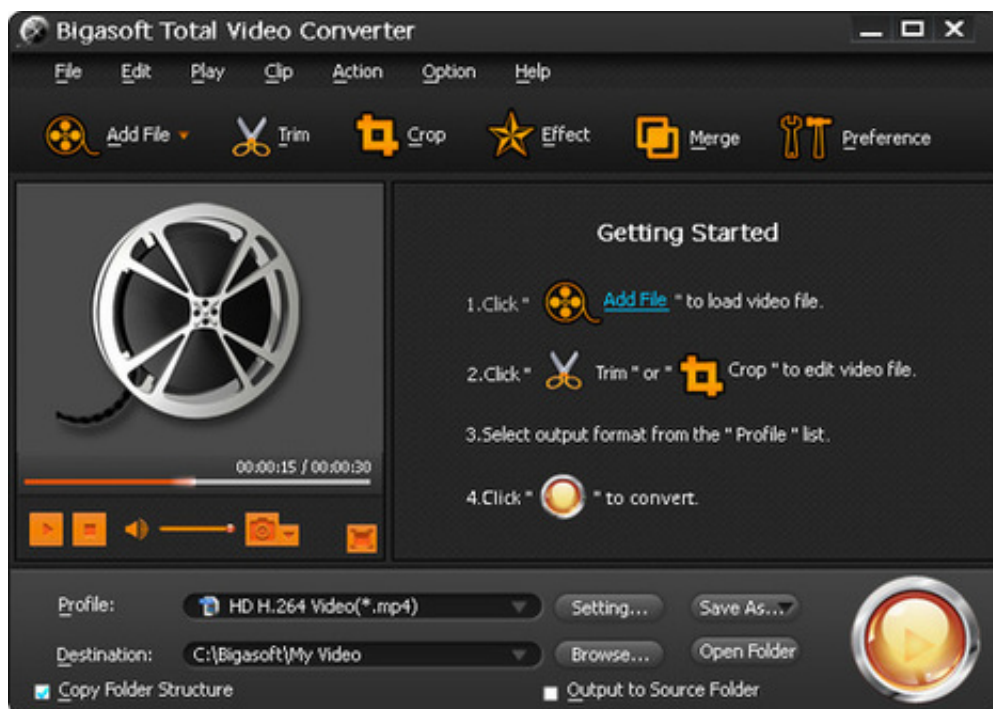 Bigasoft Total Video Converter
File Edit Play Clip Action Option Help
Add File Trim Crop Effect Merge Preference
Getting Started
1.Click " Add File " to load video file.
2.Click " Trim " or " Crop " to edit video file.
3.Select output format from the " Profile " list.
4.Click " " to convert.
00:00:15 / 00:00:30
Profile: HD H.264 Video(*.mp4) Setting... Save As...
Destination: C:\Bigasoft\My Video Browse... Open Folder
Copy Folder Structure Output to Source Folder